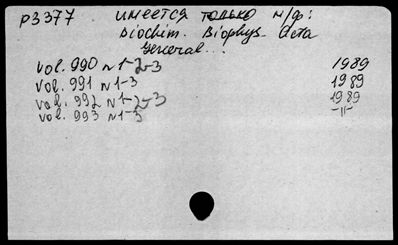 P3377 имеется только м/ф:
Biochim. Biophys. Acta
General...
vol. 990 N1-2-3 1989
vol. 991 N1-3 1989
vol. 992 N1-2-3 1989
vol. 993 N1-3 -"-